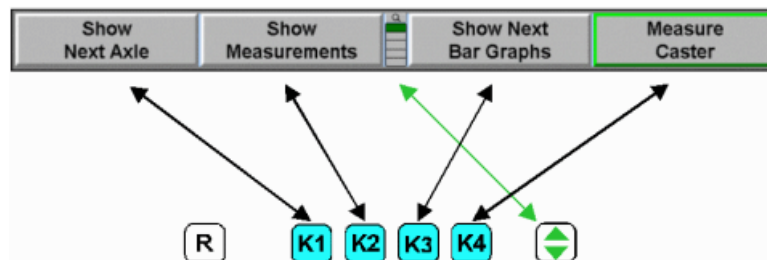 Show
Next Axle
Show
Measurements
Show Next
Bar Graphs
Measure
Caster
R
K1
K2
K3
K4